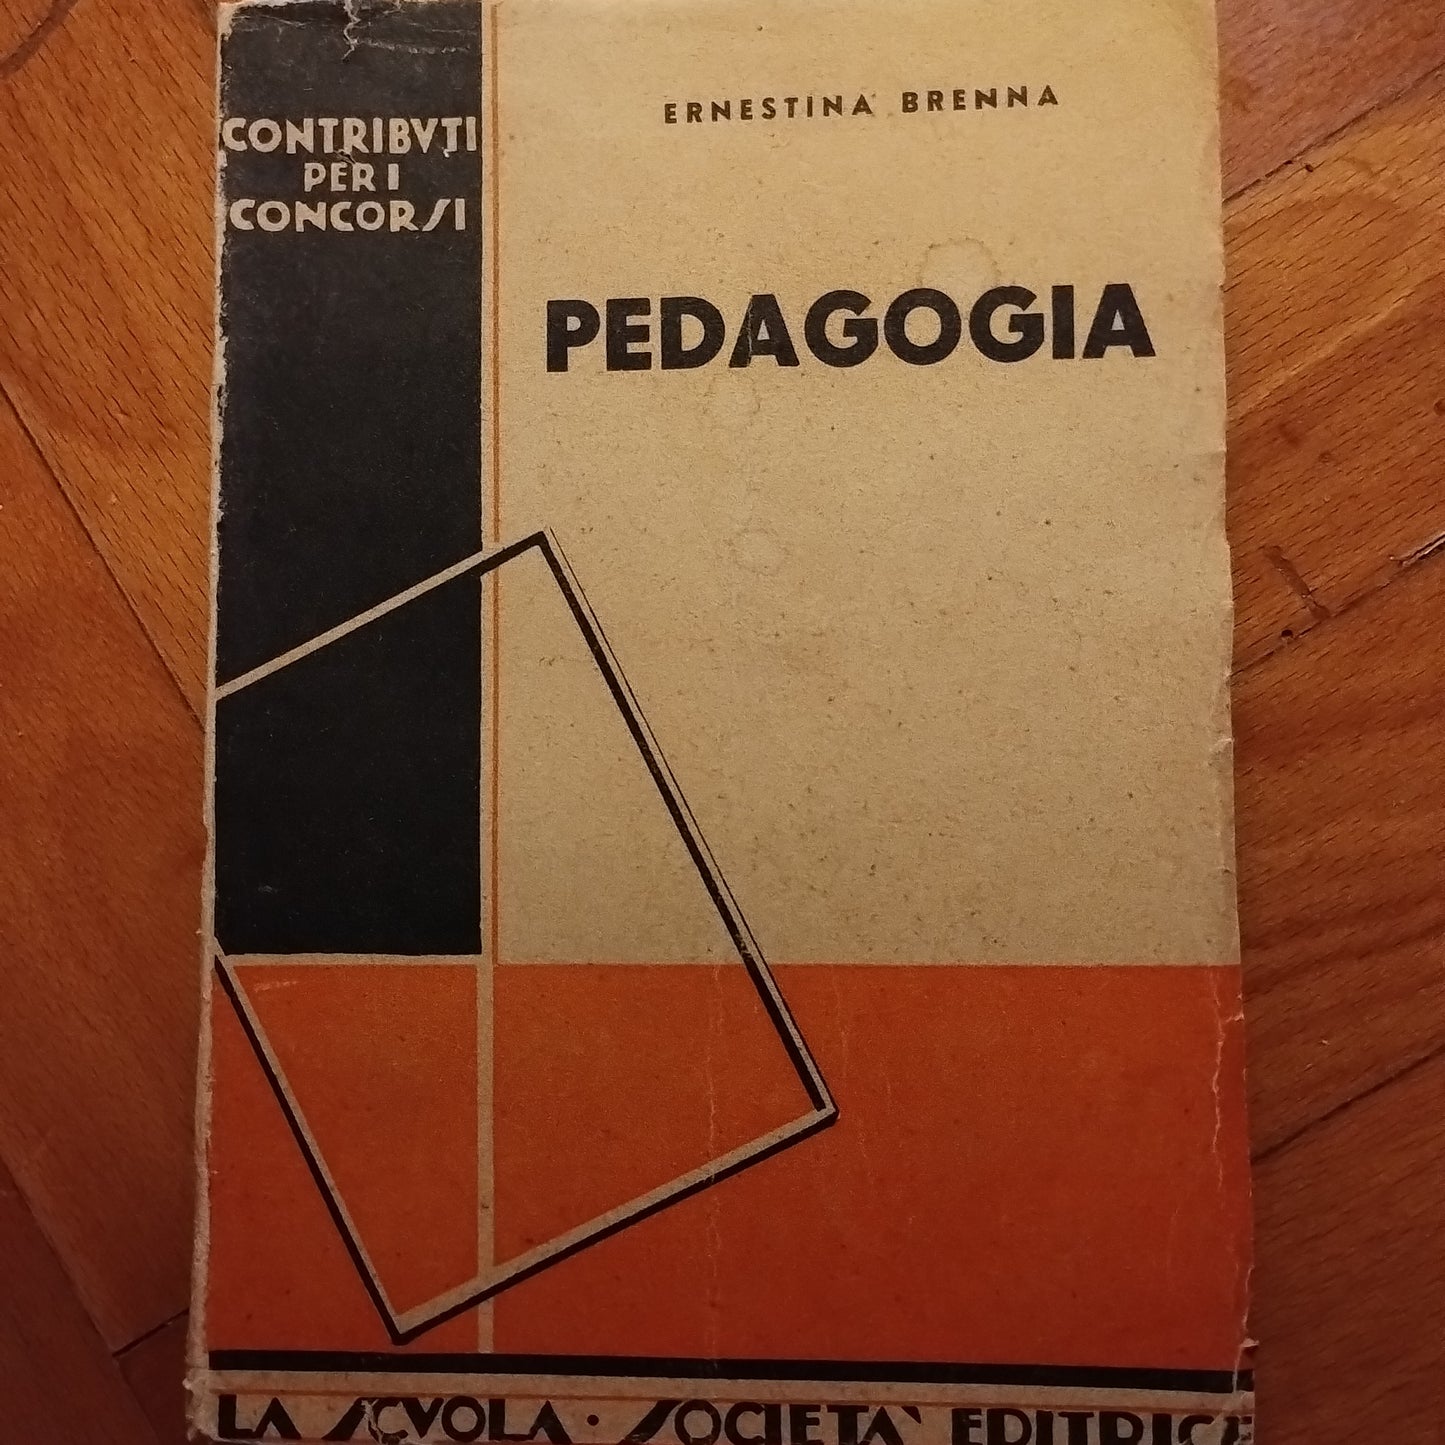 CONTRIBVTI
PER I
CONCORSI
ERNESTINA BRENNA
PEDAGOGIA
LA SCVOLA · SOCIETA' EDITRICE